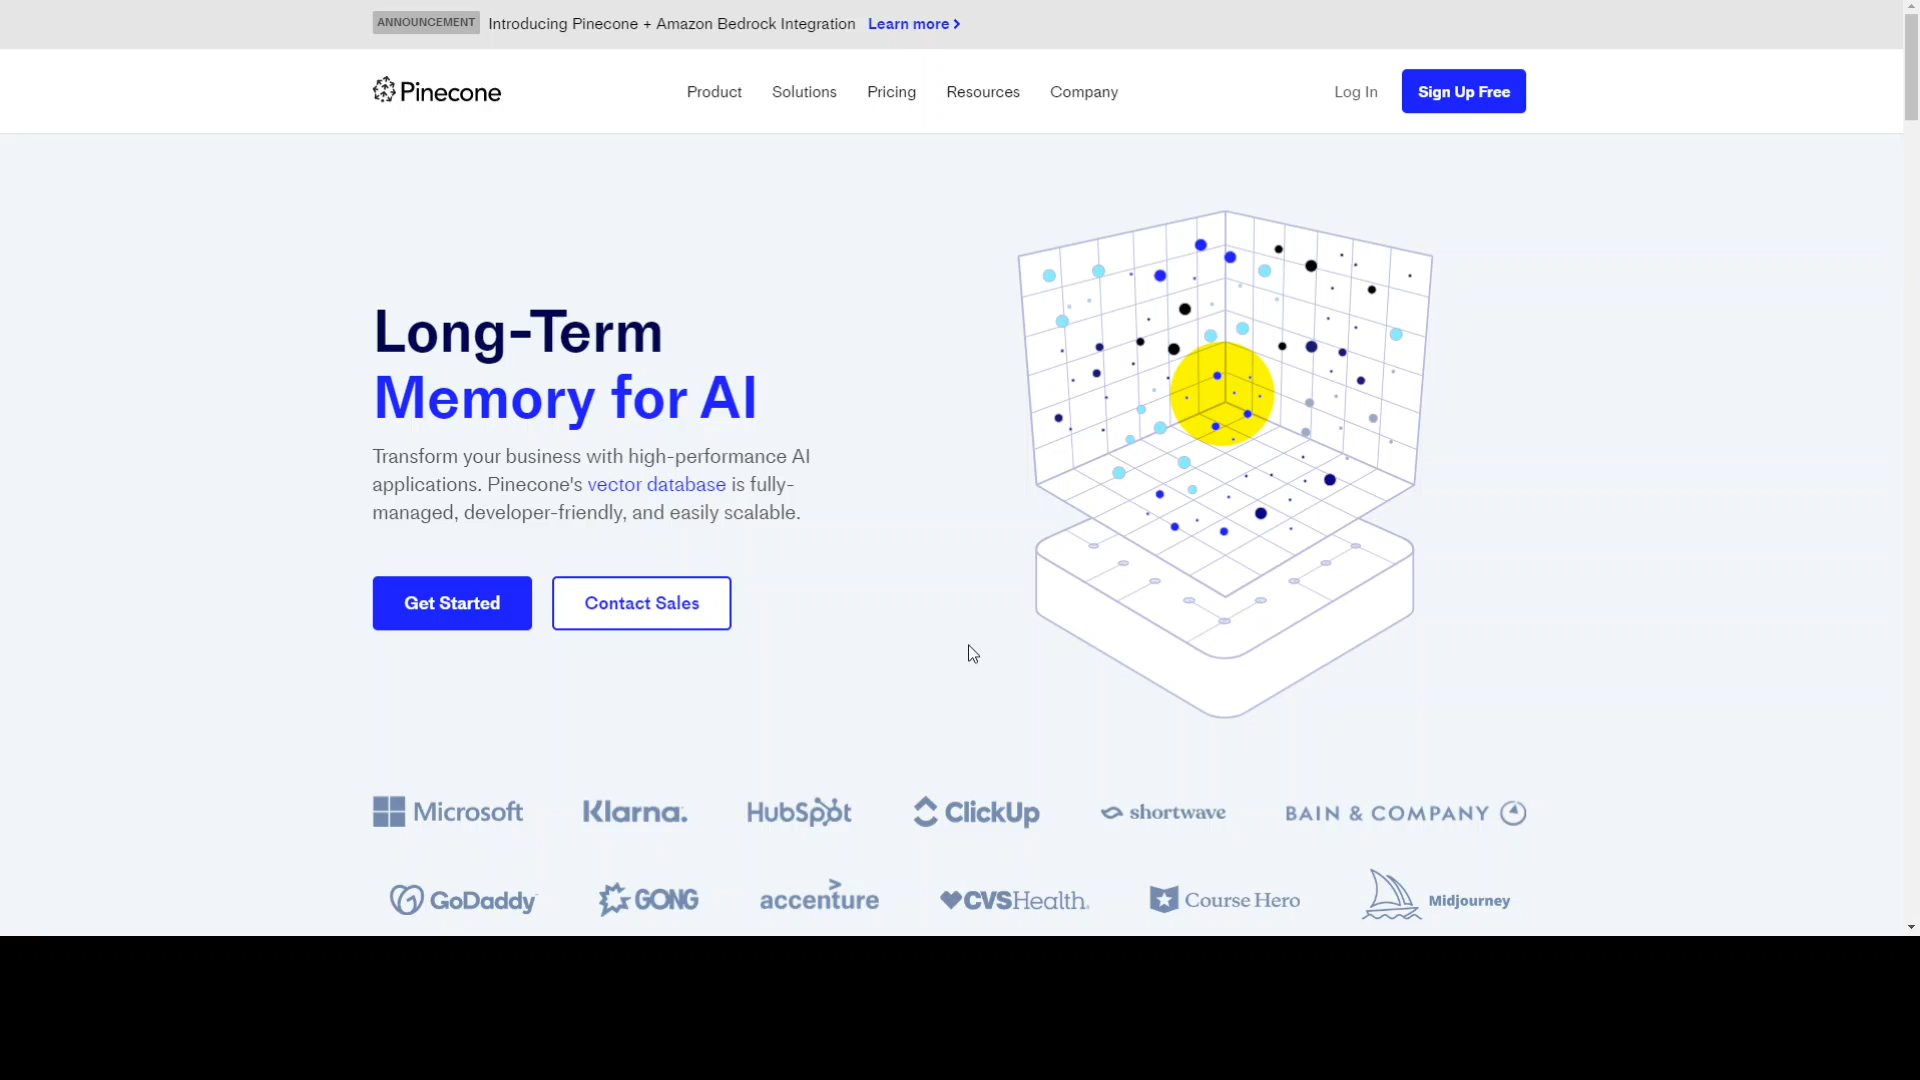 ANNOUNCEMENT Introducing Pinecone + Amazon Bedrock Integration Learn more
Pinecone Product Solutions Pricing Resources Company Log In Sign Up Free
Long-Term
Memory for AI
Transform your business with high-performance AI
applications. Pinecone's vector database is fully-
managed, developer-friendly, and easily scalable.
Get Started Contact Sales
Microsoft Klarna. HubSpot ClickUp shortwave BAIN & COMPANY
GoDaddy GONG accenture CVSHealth. Course Hero Midjourney